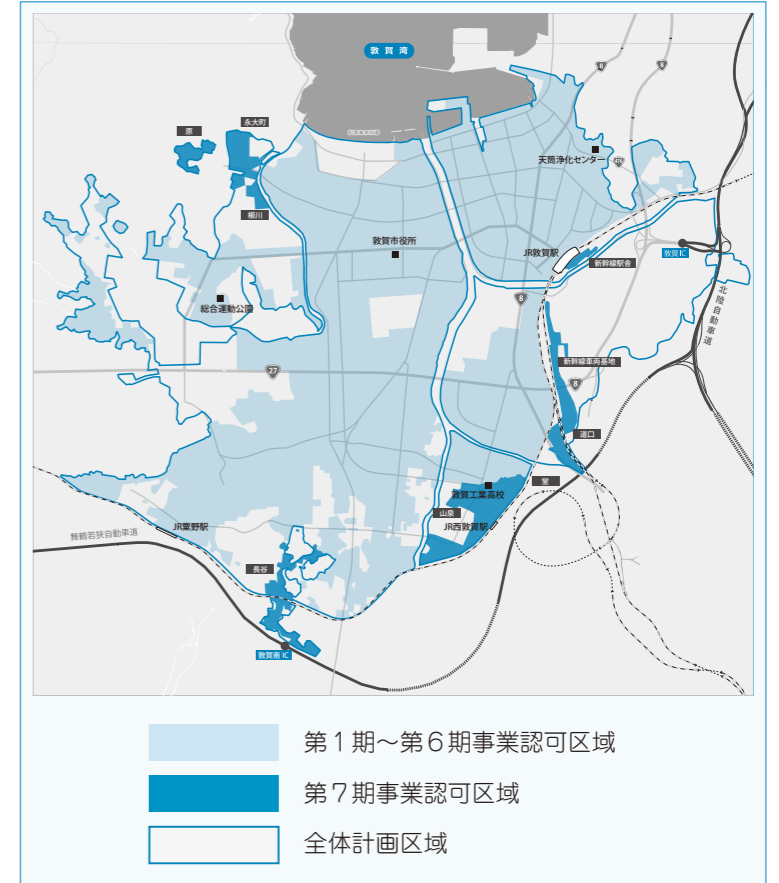 敦賀湾
8
8
永大町
原
天筒浄化センター
櫛川
敦賀市役所
JR敦賀駅
新幹線駅舎
敦賀IC
総合運動公園
8
北陸自動車道
新幹線車両基地
27
8
道口
堂
敦賀工業高校
山泉
JR西敦賀駅
JR粟野駅
舞鶴若狭自動車道
長谷
敦賀南 IC
第1期～第6期事業認可区域
第7期事業認可区域
全体計画区域